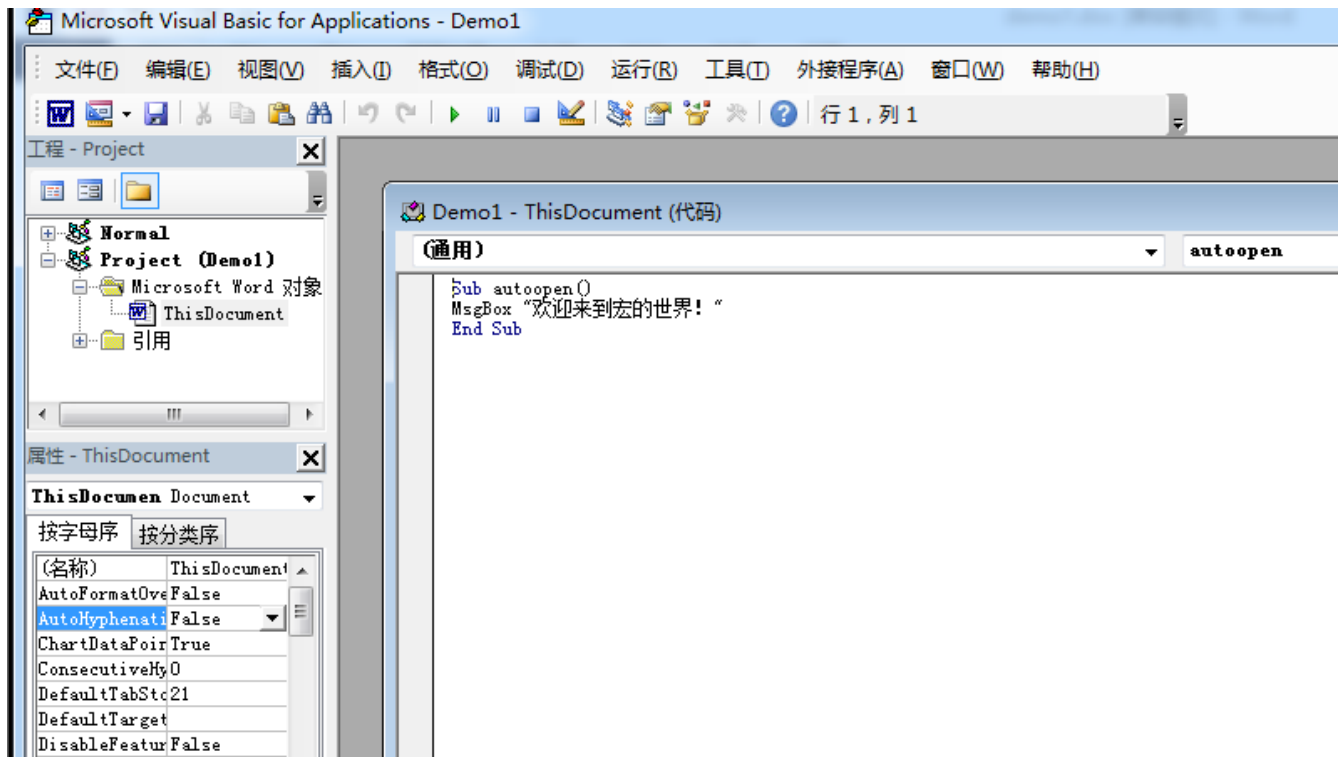 Microsoft Visual Basic for Applications - Demo1
文件(F) 编辑(E) 视图(V) 插入(I) 格式(O) 调试(D) 运行(R) 工具(T) 外接程序(A) 窗口(W) 帮助(H)
行 1 , 列 1
工程 - Project
Normal
Project (Demo1)
Microsoft Word 对象
ThisDocument
引用
Demo1 - ThisDocument (代码)
(通用) autoopen
Sub autoopen()
MsgBox “欢迎来到宏的世界！“
End Sub
属性 - ThisDocument
ThisDocumen Document
按字母序 按分类序
(名称) ThisDocument
AutoFormatOve False
AutoHyphenati False
ChartDataPoir True
ConsecutiveHy 0
DefaultTabSto 21
DefaultTarget
DisableFeatur False